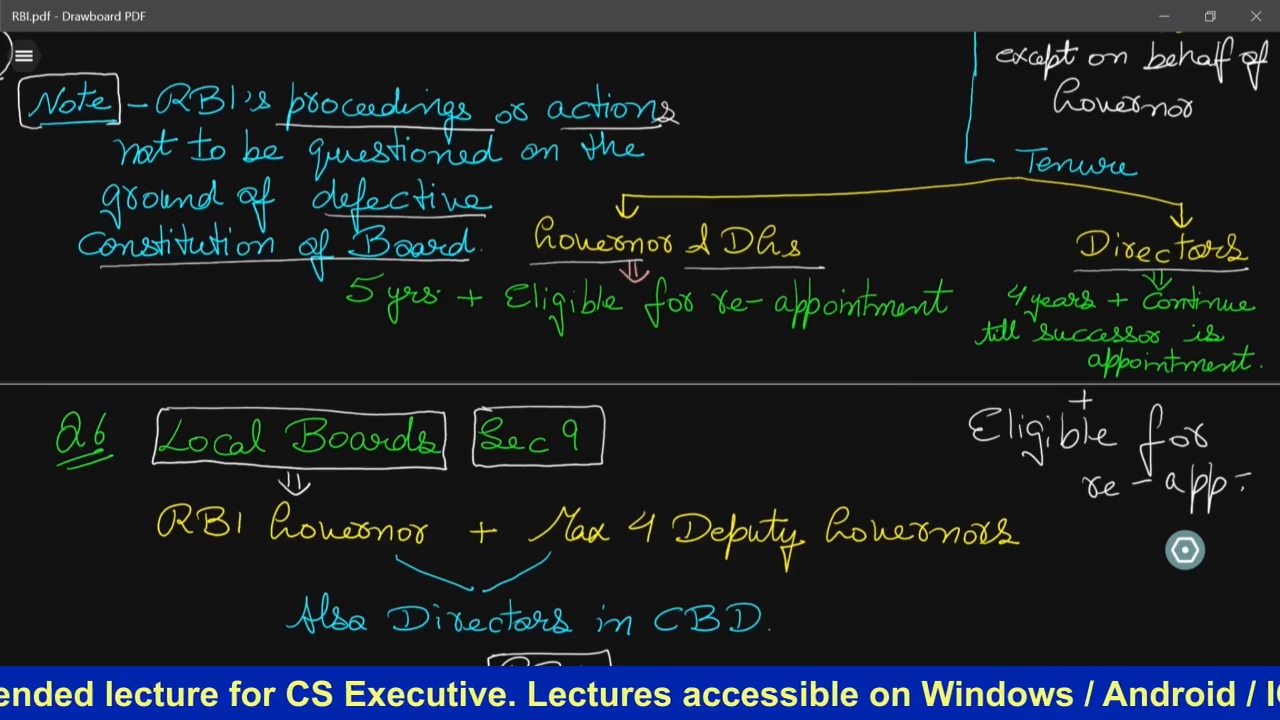 RBI.pdf - Drawboard PDF
except on behalf of
Governor
Note - RBI's proceedings or actions
not to be questioned on the
ground of defective
constitution of Board.
Tenure
Governor & DGs
5 yrs. + Eligible for re-appointment
Directors
4 years + Continue
till successor is
appointment.
+
Eligible for
re-app:
Q6 Local Boards Sec 9
RBI Governor + Max 4 Deputy Governors
Also Directors in CBD.
ended lecture for CS Executive. Lectures accessible on Windows / Android /